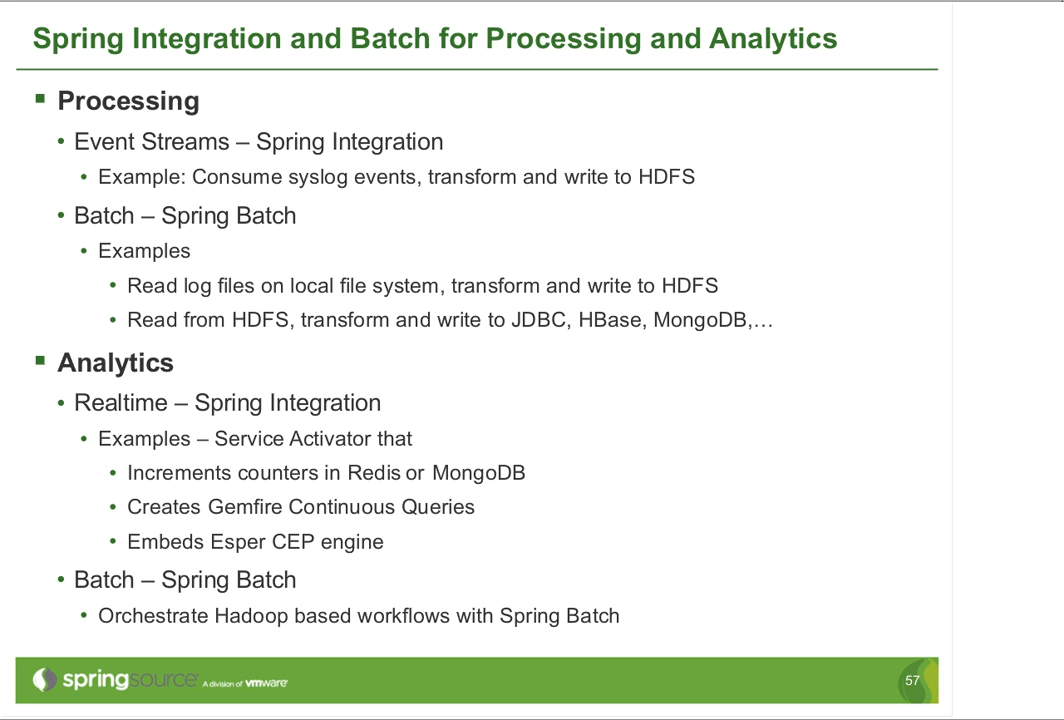 Spring Integration and Batch for Processing and Analytics
Processing
Event Streams – Spring Integration
Example: Consume syslog events, transform and write to HDFS
Batch – Spring Batch
Examples
Read log files on local file system, transform and write to HDFS
Read from HDFS, transform and write to JDBC, HBase, MongoDB,…
Analytics
Realtime – Spring Integration
Examples – Service Activator that
Increments counters in Redis or MongoDB
Creates Gemfire Continuous Queries
Embeds Esper CEP engine
Batch – Spring Batch
Orchestrate Hadoop based workflows with Spring Batch
springsource A division of vmware
57